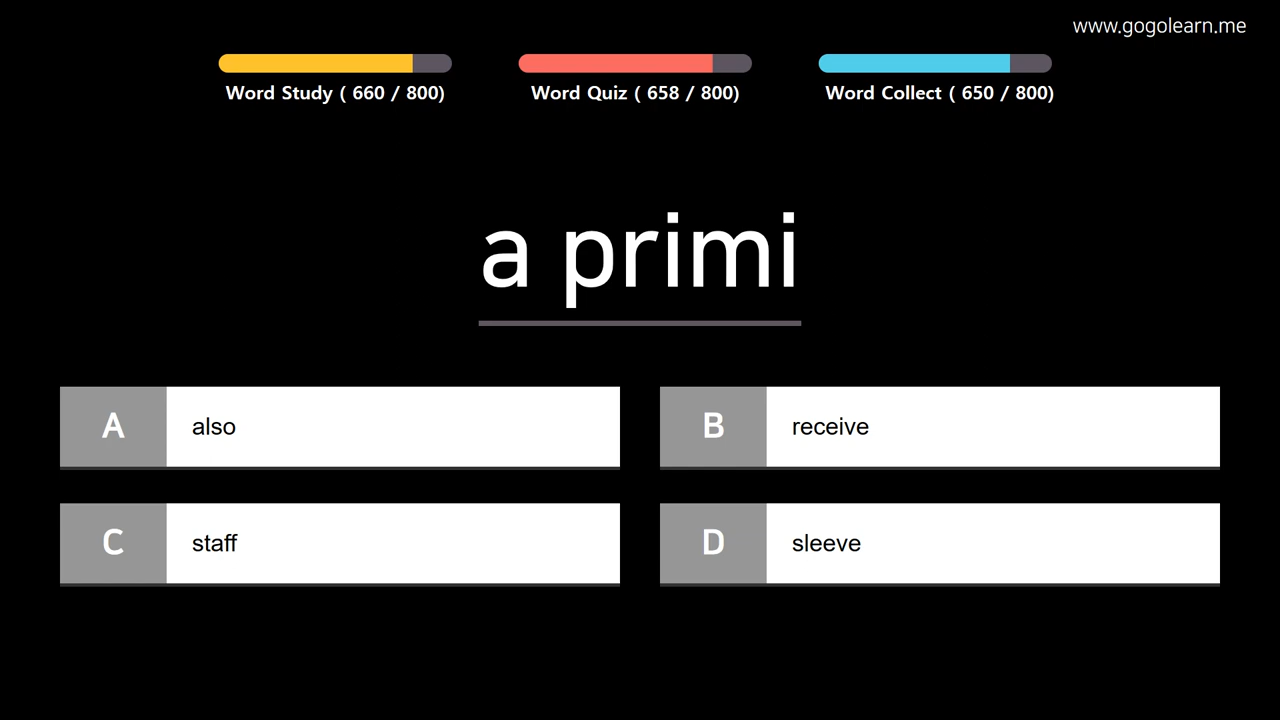 www.gogolearn.me
Word Study ( 660 / 800)
Word Quiz ( 658 / 800)
Word Collect ( 650 / 800)
a primi
A also
B receive
C staff
D sleeve